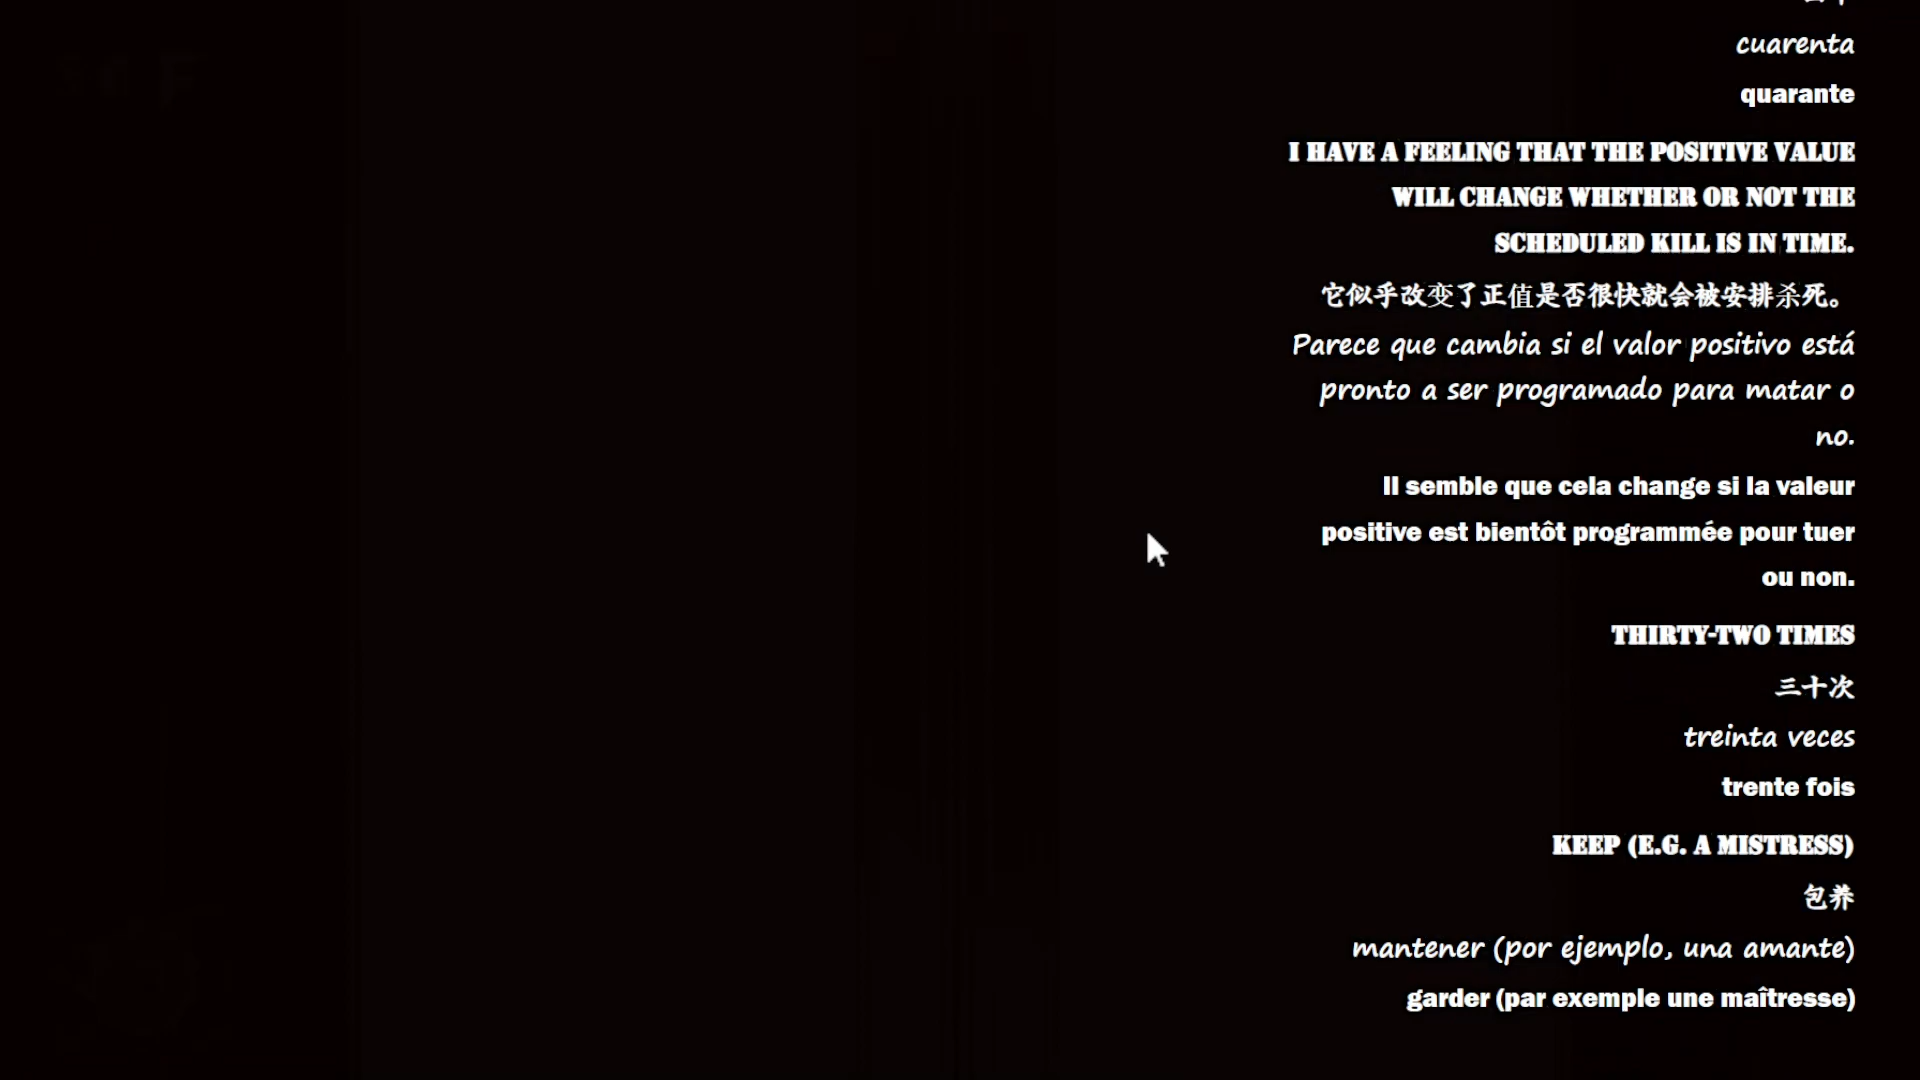 cuarenta
quarante
I HAVE A FEELING THAT THE POSITIVE VALUE
WILL CHANGE WHETHER OR NOT THE
SCHEDULED KILL IS IN TIME.
它似乎改变了正值是否很快就会被安排杀死。
Parece que cambia si el valor positivo está
pronto a ser programado para matar o
no.
Il semble que cela change si la valeur
positive est bientôt programmée pour tuer
ou non.
THIRTY-TWO TIMES
三十次
treinta veces
trente fois
KEEP (E.G. A MISTRESS)
包养
mantener (por ejemplo, una amante)
garder (par exemple une maîtresse)